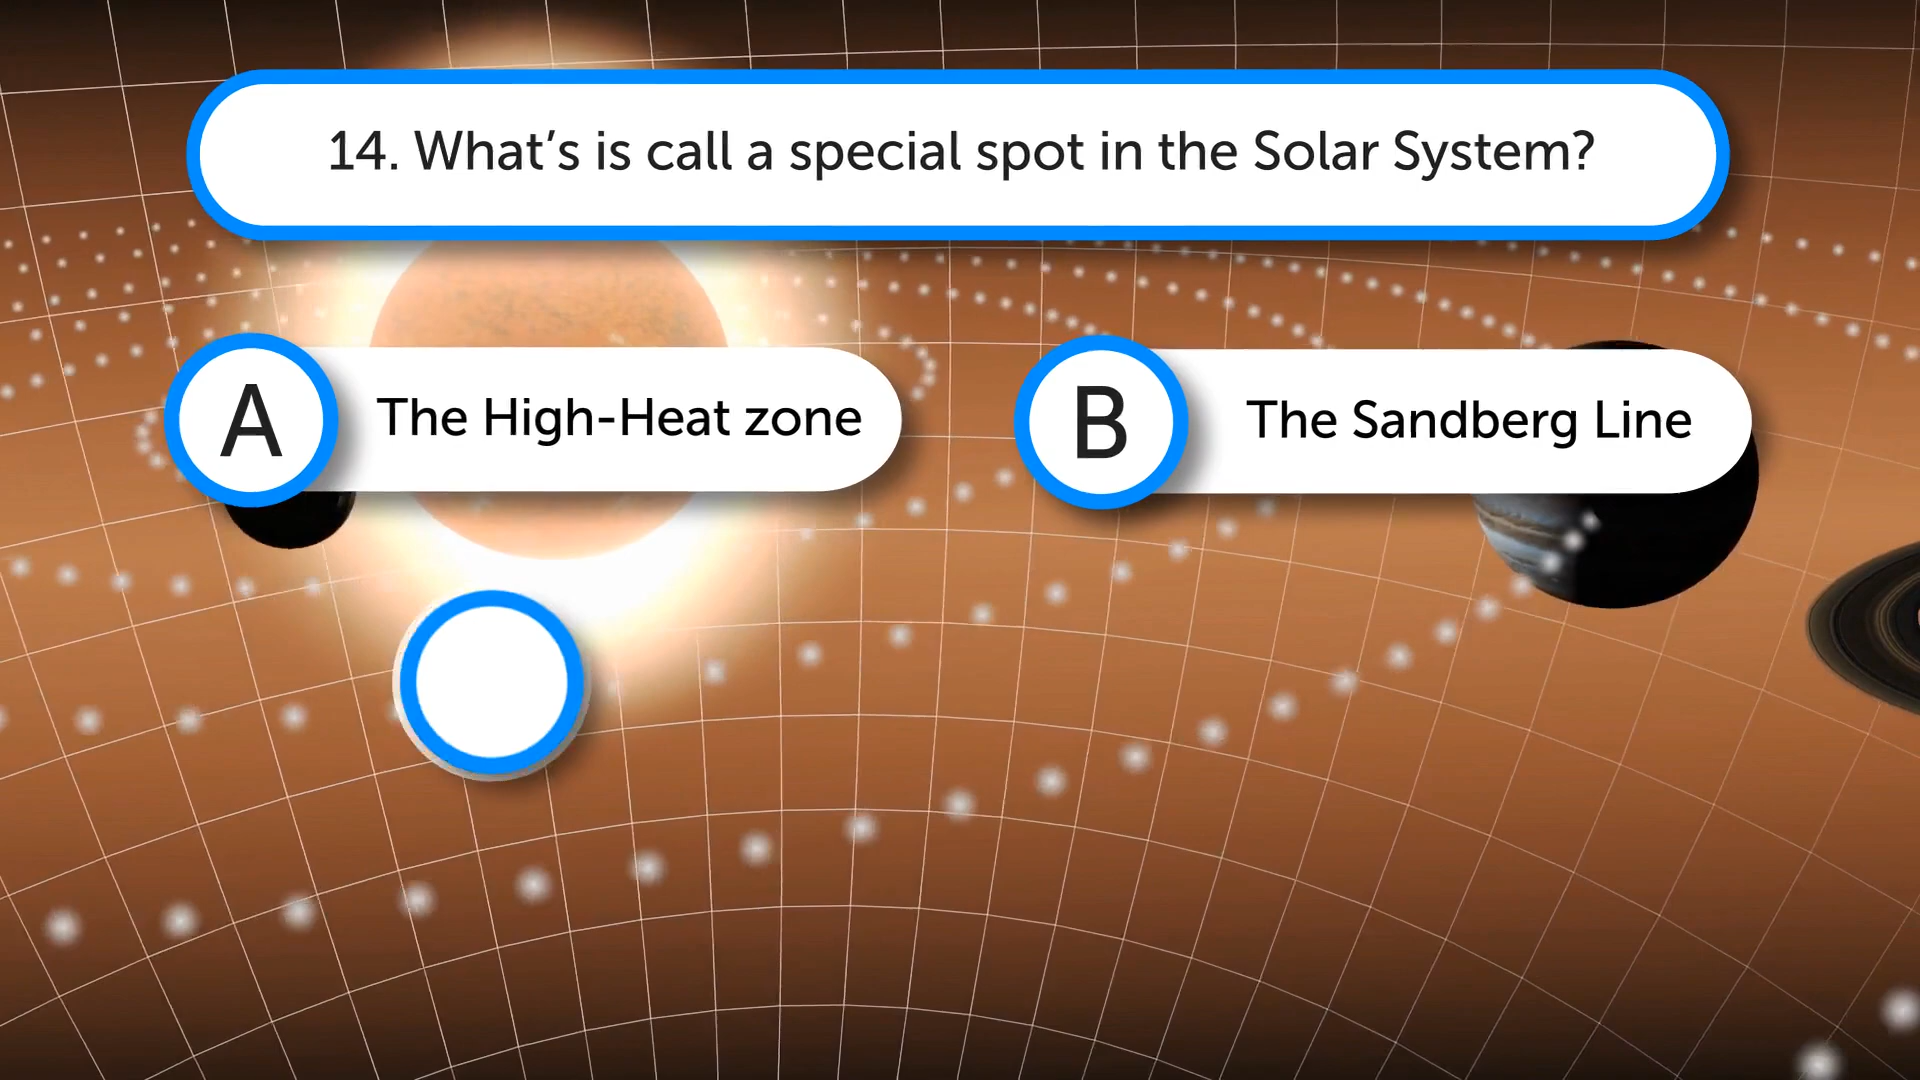 14. What’s is call a special spot in the Solar System?
A
The High-Heat zone
B
The Sandberg Line